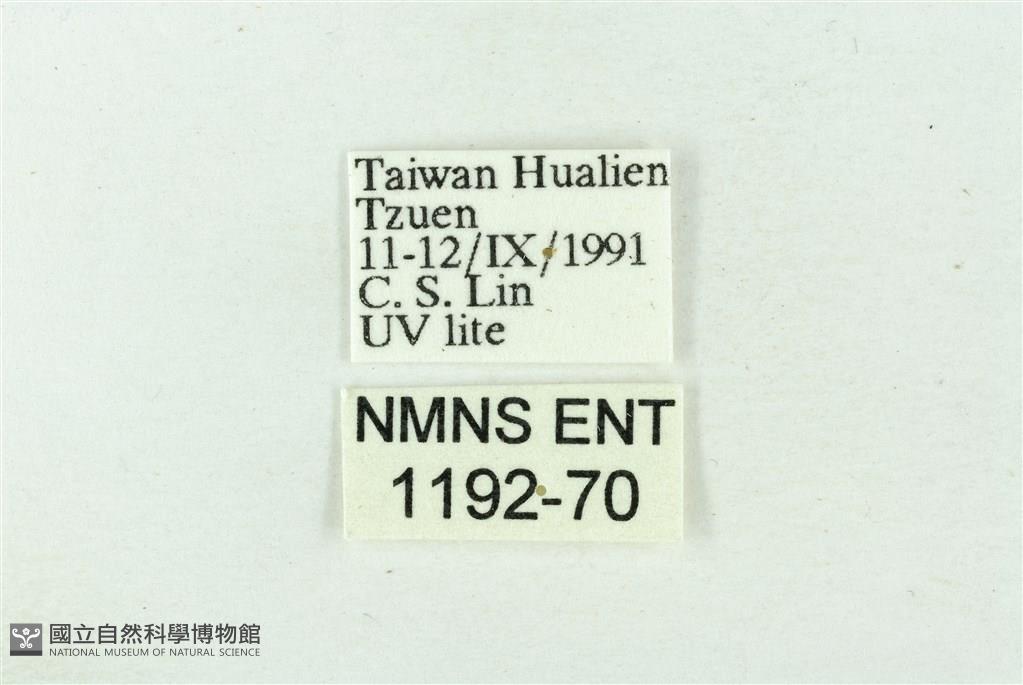 Taiwan Hualien
Tzuen
11-12/IX/1991
C. S. Lin
UV lite
NMNS ENT
1192-70
國立自然科學博物館
NATIONAL MUSEUM OF NATURAL SCIENCE